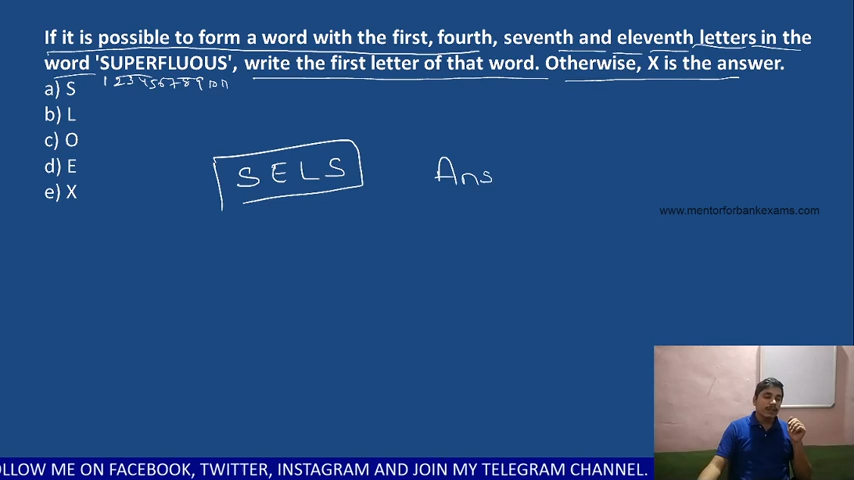 If it is possible to form a word with the first, fourth, seventh and eleventh letters in the
word 'SUPERFLUOUS', write the first letter of that word. Otherwise, X is the answer.
a) S
1 2 3 4 5 6 7 8 9 10 11
b) L
c) O
d) E
e) X
SELS
Ans
www.mentorforbankexams.com
OLLOW ME ON FACEBOOK, TWITTER, INSTAGRAM AND JOIN MY TELEGRAM CHANNEL.